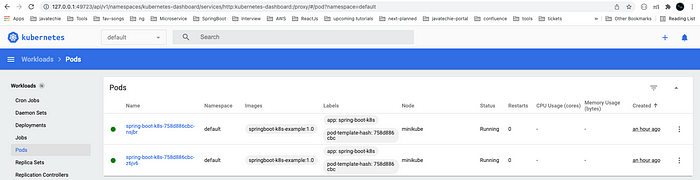 127.0.0.1:49723/api/v1/namespaces/kubernetes-dashboard/services/http:kubernetes-dashboard:/proxy/#/pod?namespace=default
Apps javatechie Tools fav-songs ng Microservice SpringBoot Interview AWS React Js upcoming tutorials next-planned javatechie-portal confluence tools tickets » Other Bookmarks Reading List
kubernetes default Search
Workloads > Pods
Workloads N
Cron Jobs
Daemon Sets
Deployments
Jobs
Pods
Replica Sets
Replication Controllers
Pods
Name Namespace Images Labels Node Status Restarts CPU Usage (cores) Memory Usage (bytes) Created
spring-boot-k8s-758d886cbc-nsjbr default springboot-k8s-example:1.0 app: spring-boot-k8s pod-template-hash: 758d886cbc minikube Running 0 - - an hour ago
spring-boot-k8s-758d886cbc-z6jv6 default springboot-k8s-example:1.0 app: spring-boot-k8s pod-template-hash: 758d886cbc minikube Running 0 - - an hour ago